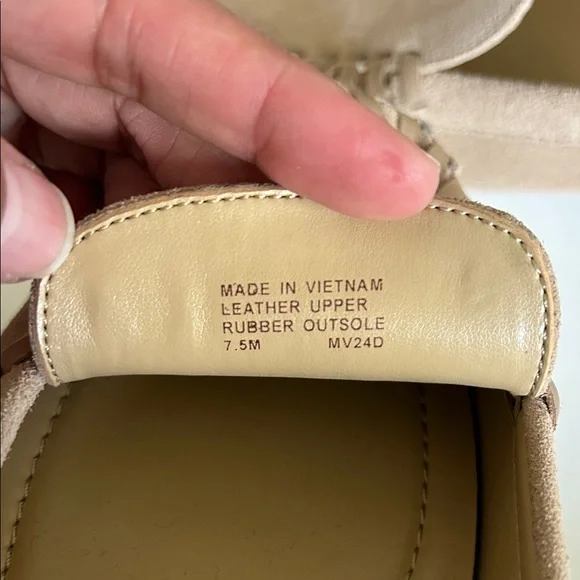 MADE IN VIETNAM
LEATHER UPPER
RUBBER OUTSOLE
7.5M MV24D